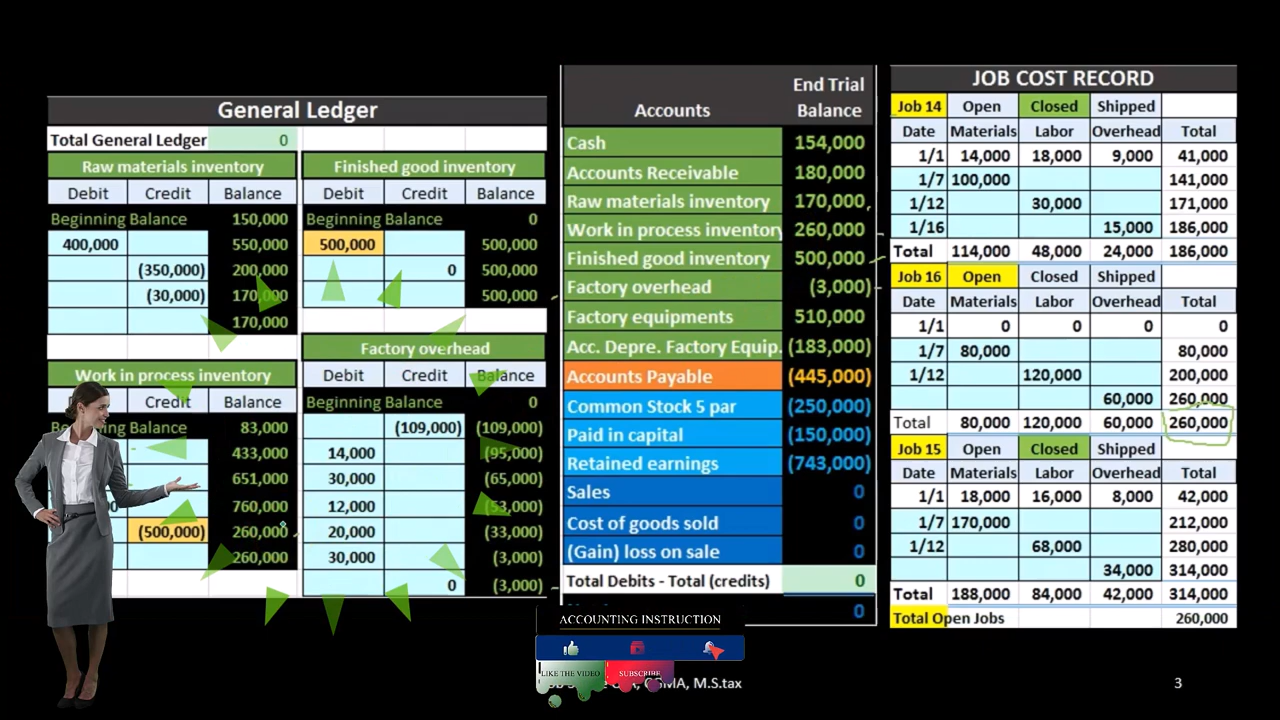 General Ledger
Total General Ledger 0
Raw materials inventory
Debit Credit Balance
Beginning Balance 150,000
400,000 550,000
(350,000) 200,000
(30,000) 170,000
170,000
Finished good inventory
Debit Credit Balance
Beginning Balance 0
500,000 500,000
0 500,000
500,000
Work in process inventory
Credit Balance
Balance 83,000
433,000
651,000
760,000
(500,000) 260,000
260,000
Factory overhead
Debit Credit Balance
Beginning Balance 0
(109,000) (109,000)
14,000 (95,000)
30,000 (65,000)
12,000 (53,000)
20,000 (33,000)
30,000 (3,000)
0 (3,000)
Accounts End Trial Balance
Cash 154,000
Accounts Receivable 180,000
Raw materials inventory 170,000
Work in process inventory 260,000
Finished good inventory 500,000
Factory overhead (3,000)
Factory equipments 510,000
Acc. Depre. Factory Equip. (183,000)
Accounts Payable (445,000)
Common Stock 5 par (250,000)
Paid in capital (150,000)
Retained earnings (743,000)
Sales 0
Cost of goods sold 0
(Gain) loss on sale 0
Total Debits - Total (credits) 0
0
JOB COST RECORD
Job 14 Open Closed Shipped
Date Materials Labor Overhead Total
1/1 14,000 18,000 9,000 41,000
1/7 100,000 141,000
1/12 30,000 171,000
1/16 15,000 186,000
Total 114,000 48,000 24,000 186,000
Job 16 Open Closed Shipped
Date Materials Labor Overhead Total
1/1 0 0 0 0
1/7 80,000 80,000
1/12 120,000 200,000
60,000 260,000
Total 80,000 120,000 60,000 260,000
Job 15 Open Closed Shipped
Date Materials Labor Overhead Total
1/1 18,000 16,000 8,000 42,000
1/7 170,000 212,000
1/12 68,000 280,000
34,000 314,000
Total 188,000 84,000 42,000 314,000
Total Open Jobs 260,000
ACCOUNTING INSTRUCTION
LIKE THE VIDEO SUBSCRIBE
M.S.tax
3